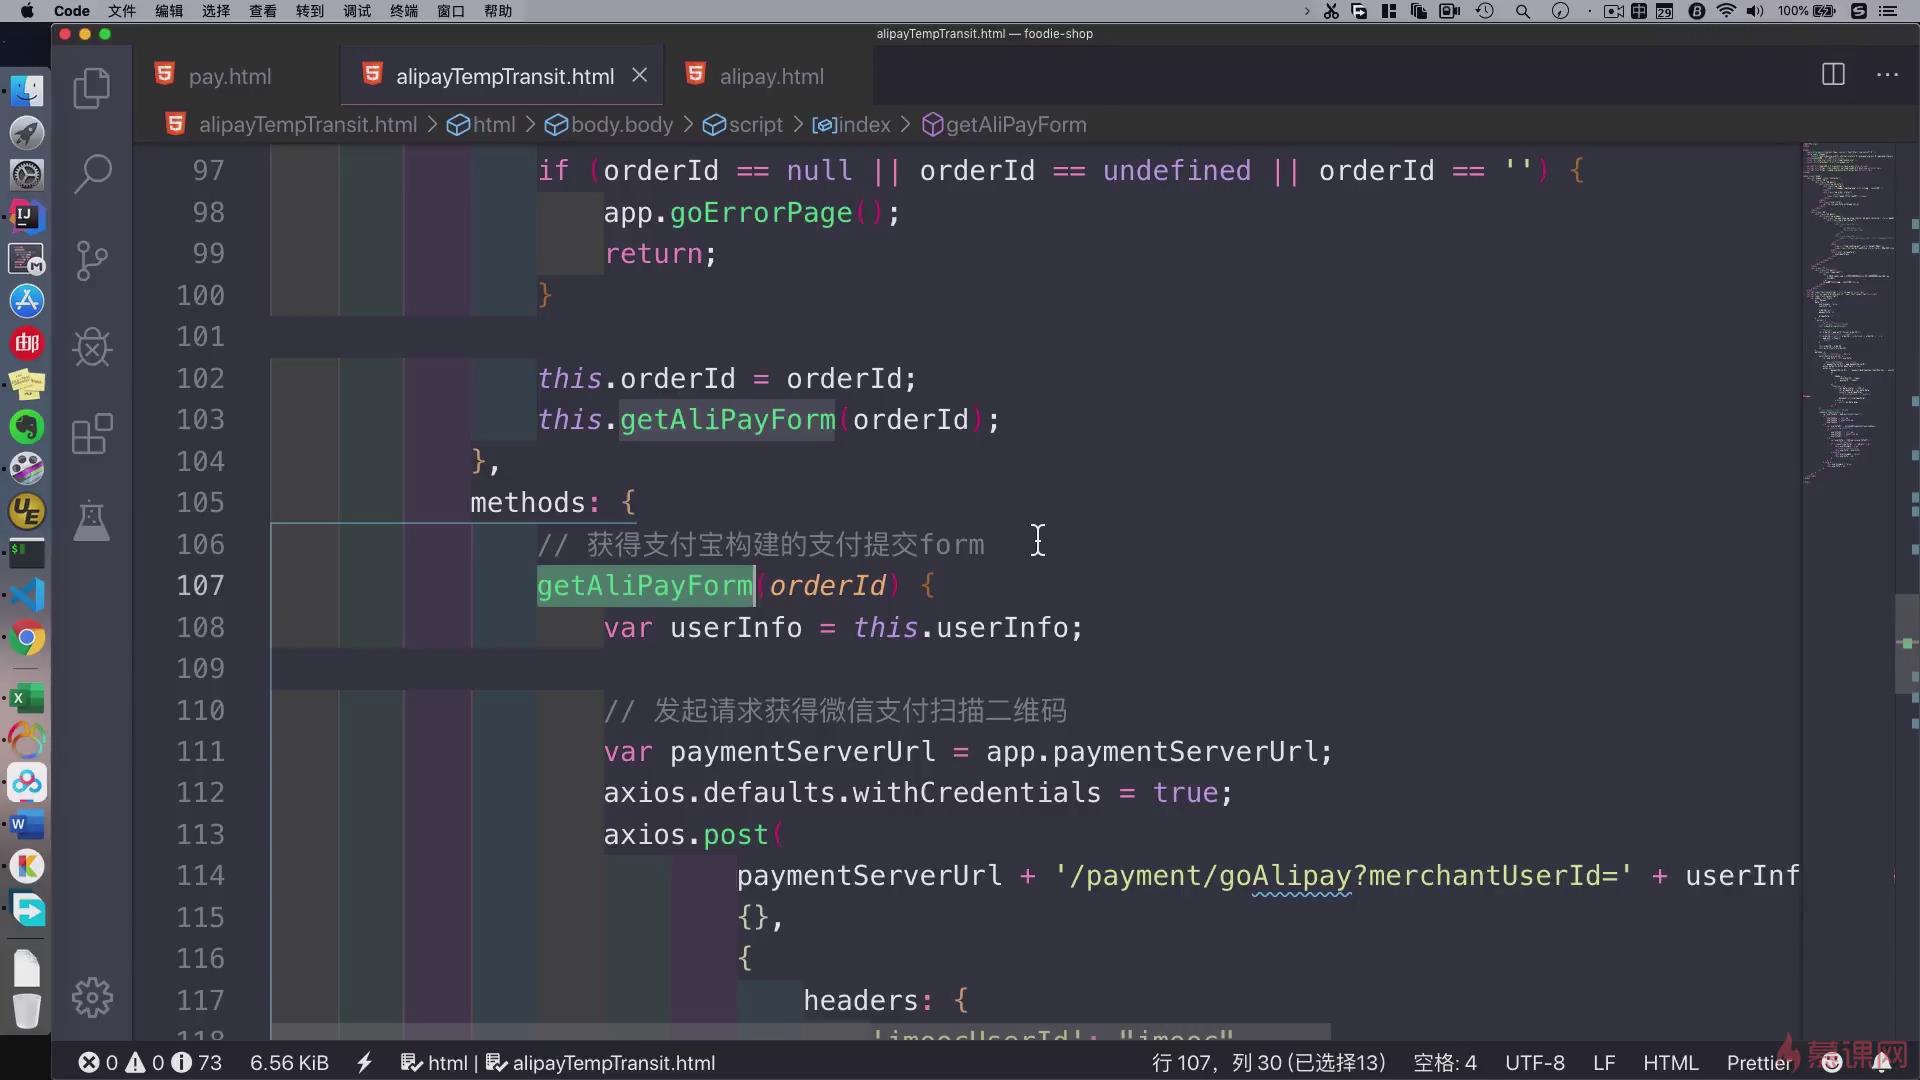 Code 文件 编辑 选择 查看 转到 调试 终端 窗口 帮助 100%
alipayTempTransit.html — foodie-shop
pay.html alipayTempTransit.html alipay.html
alipayTempTransit.html > html > body.body > script > index > getAliPayForm
97 if (orderId == null || orderId == undefined || orderId == '') {
98 app.goErrorPage();
99 return;
100 }
101
102 this.orderId = orderId;
103 this.getAliPayForm(orderId);
104 },
105 methods: {
106 // 获得支付宝构建的支付提交form
107 getAliPayForm(orderId) {
108 var userInfo = this.userInfo;
109
110 // 发起请求获得微信支付扫描二维码
111 var paymentServerUrl = app.paymentServerUrl;
112 axios.defaults.withCredentials = true;
113 axios.post(
114 paymentServerUrl + '/payment/goAlipay?merchantUserId=' + userInf
115 {},
116 {
117 headers: {
118 'imoocUserId': "imooc"
0 0 73 6.56 KiB html | alipayTempTransit.html 行 107，列 30 (已选择13) 空格: 4 UTF-8 LF HTML Prettier
慕课网